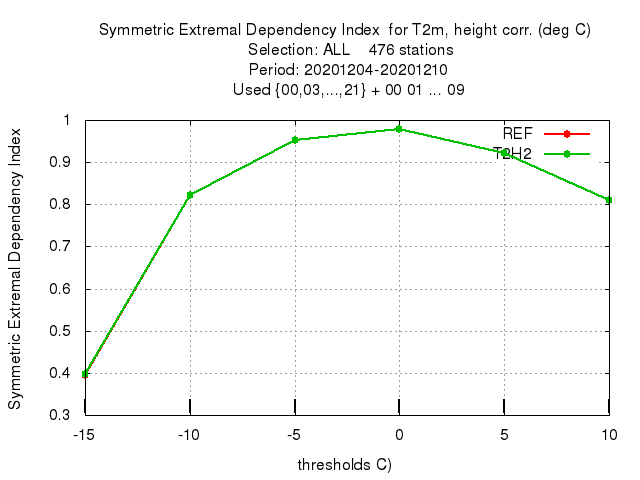 Symmetric Extremal Dependency Index  for T2m, height corr. (deg C)
Selection: ALL    476 stations
Period: 20201204-20201210
Used {00,03,...,21} + 00 01 ... 09
Symmetric Extremal Dependency Index
1
0.9
0.8
0.7
0.6
0.5
0.4
0.3
REF
T2H2
-15 -10 -5 0 5 10
thresholds C)